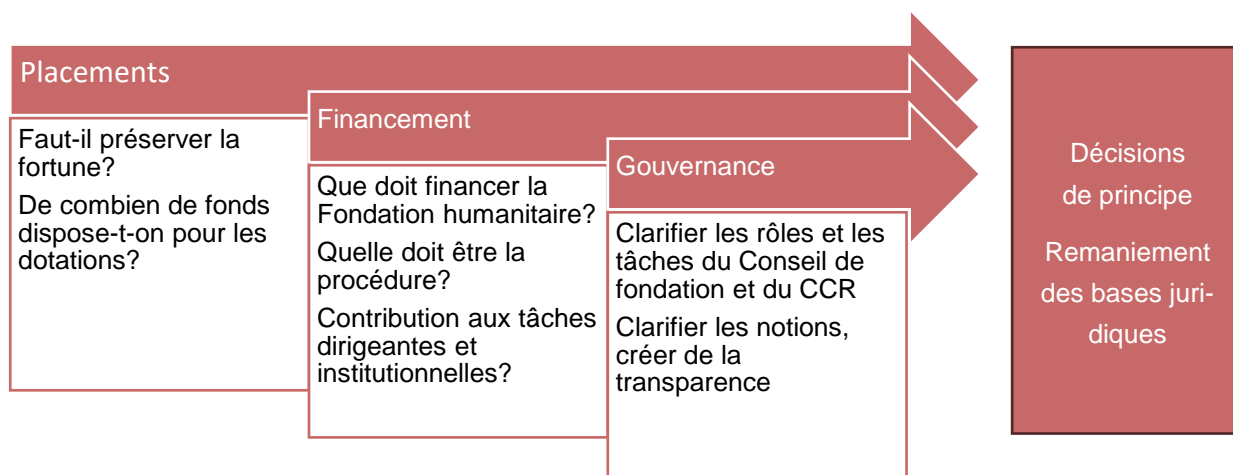 Placements
Faut-il préserver la
fortune?
De combien de fonds
dispose-t-on pour les
dotations?
Financement
Que doit financer la
Fondation humanitaire?
Quelle doit être la
procédure?
Contribution aux tâches
dirigeantes et
institutionnelles?
Gouvernance
Clarifier les rôles et les
tâches du Conseil de
fondation et du CCR
Clarifier les notions,
créer de la
transparence
Décisions
de principe
Remaniement
des bases juri-
diques